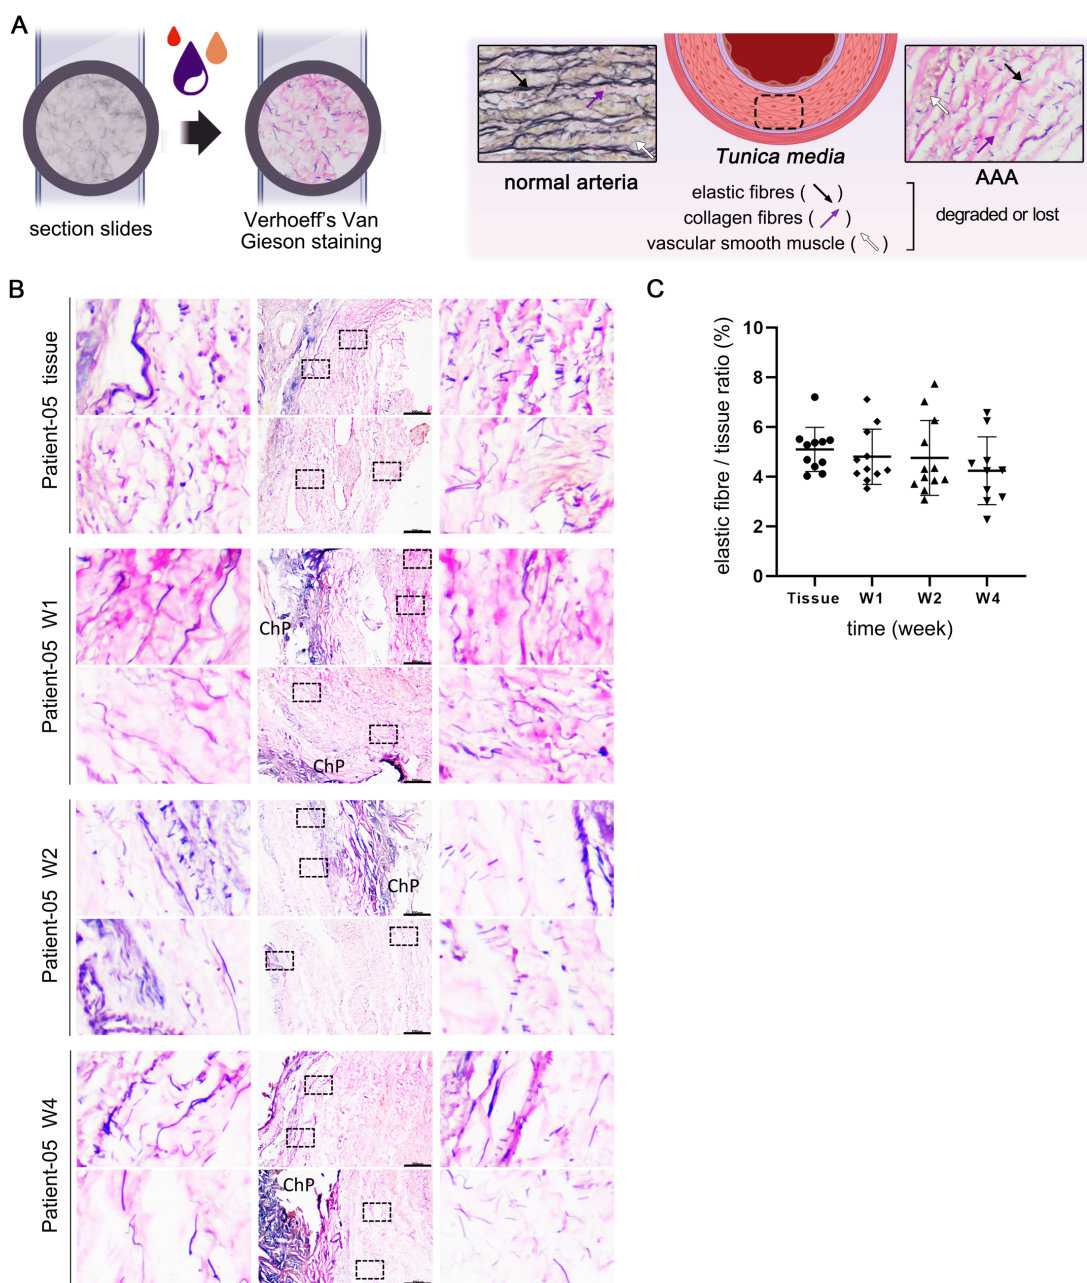 A
section slides
Verhoeff's Van
Gieson staining
normal arteria
Tunica media
AAA
elastic fibres ( )
collagen fibres ( )
vascular smooth muscle ( )
degraded or lost
B
Patient-05 tissue
Patient-05 W1
ChP
ChP
Patient-05 W2
ChP
Patient-05 W4
ChP
C
elastic fibre / tissue ratio (%)
10
8
6
4
2
0
Tissue W1 W2 W4
time (week)